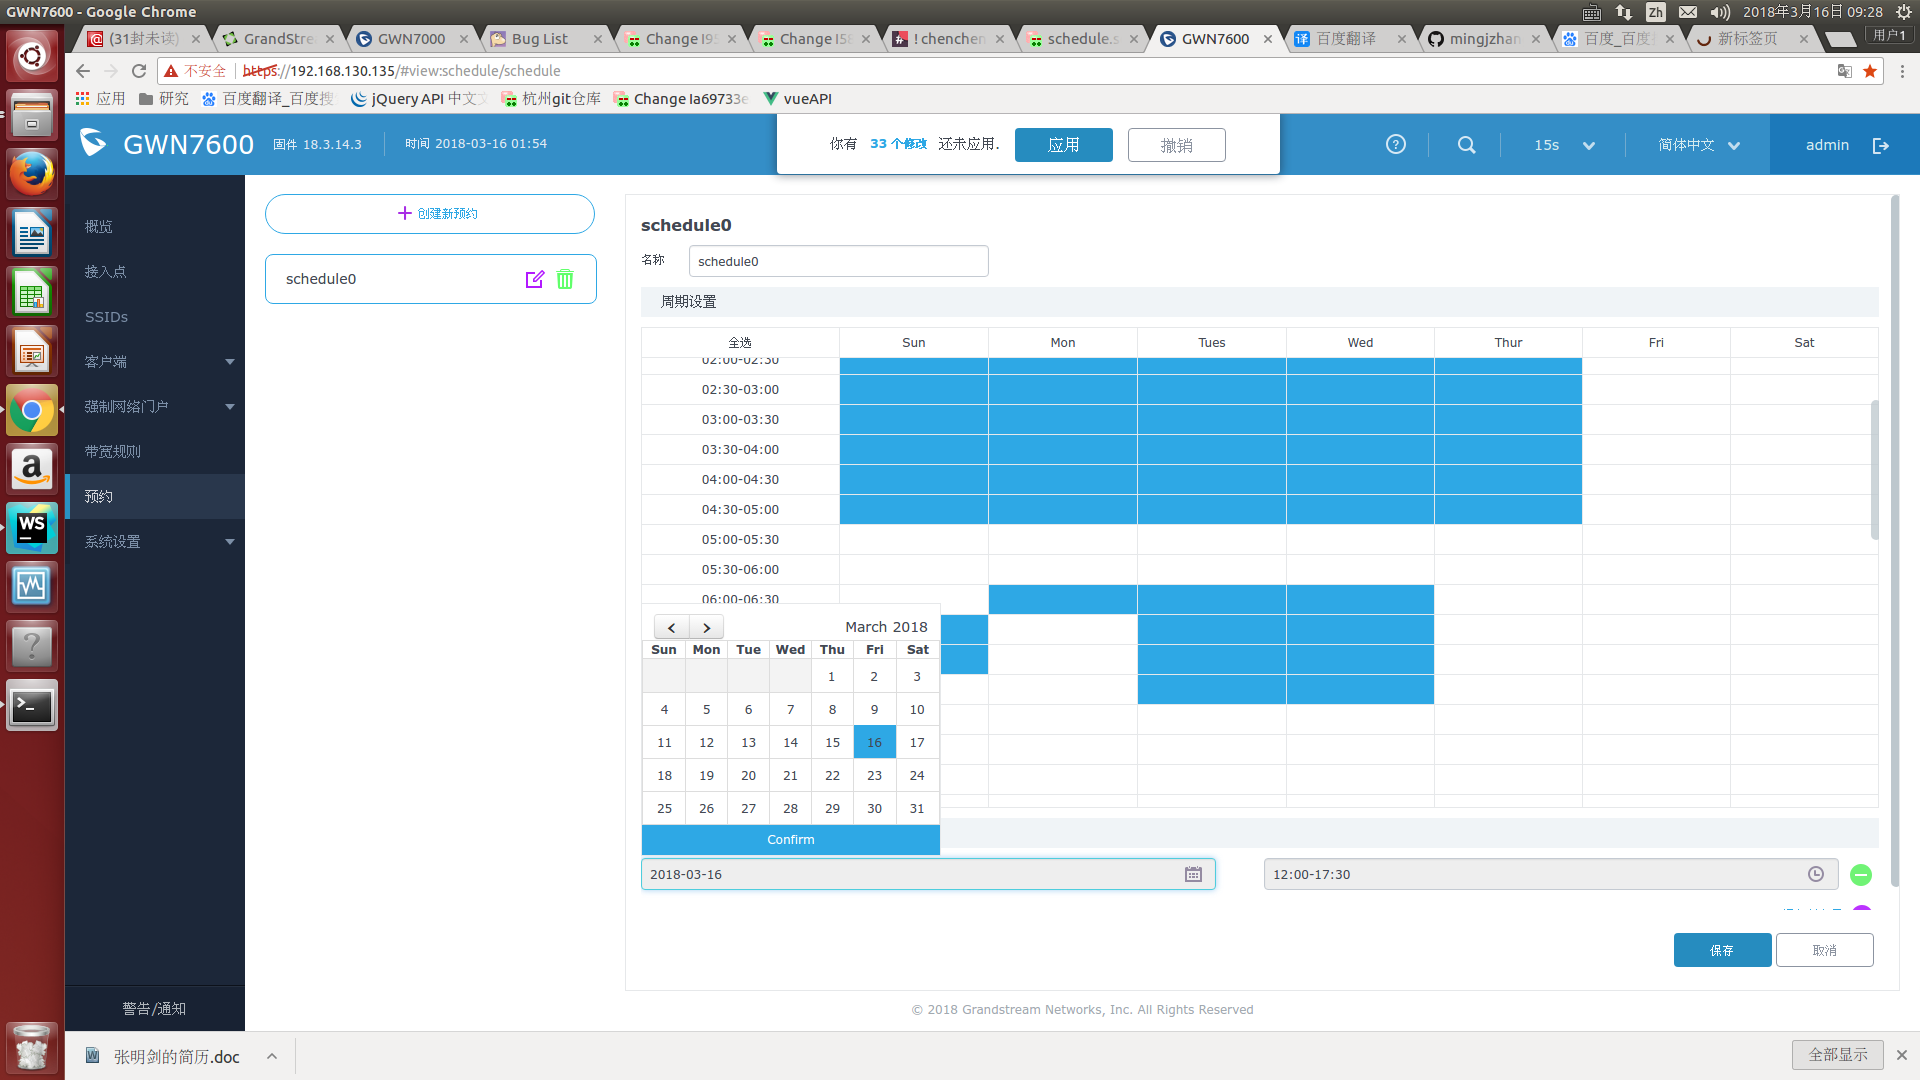 GWN7600 - Google Chrome
Zh
2018年3月16日 09:28
(31封未读)
GrandStre
GWN7000
Bug List
Change I95
Change I58
! chenchen
schedule.s
GWN7600
百度翻译
mingjzhan
百度_百度
新标签页
用户1
不安全
https://192.168.130.135/#view:schedule/schedule
应用
研究
百度翻译_百度搜
jQuery API 中文文
杭州git仓库
Change Ia69733e
vueAPI
GWN7600
固件 18.3.14.3
时间 2018-03-16 01:54
你有 33 个修改 还未应用.
应用
撤销
15s
简体中文
admin
概览
接入点
SSIDs
客户端
强制网络门户
带宽规则
预约
系统设置
警告/通知
创建新预约
schedule0
schedule0
名称
schedule0
周期设置
全选 Sun Mon Tues Wed Thur Fri Sat
02:00-02:30
02:30-03:00
03:00-03:30
03:30-04:00
04:00-04:30
04:30-05:00
05:00-05:30
05:30-06:00
06:00-06:30
March 2018
Sun Mon Tue Wed Thu Fri Sat
1 2 3
4 5 6 7 8 9 10
11 12 13 14 15 16 17
18 19 20 21 22 23 24
25 26 27 28 29 30 31
Confirm
2018-03-16
12:00-17:30
保存
取消
© 2018 Grandstream Networks, Inc. All Rights Reserved
张明剑的简历.doc
全部显示